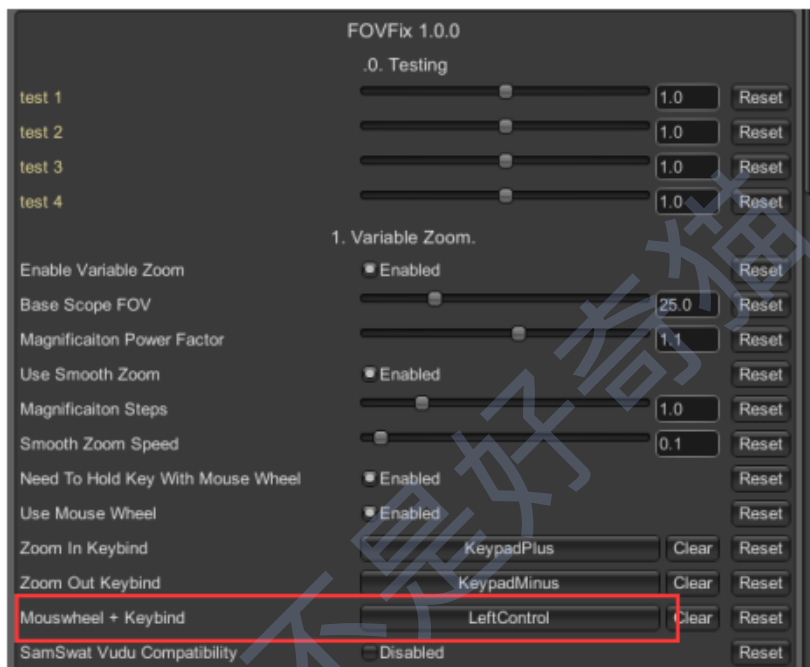 FOVFix 1.0.0
.0. Testing
test 1 1.0 Reset
test 2 1.0 Reset
test 3 1.0 Reset
test 4 1.0 Reset
1. Variable Zoom.
Enable Variable Zoom Enabled Reset
Base Scope FOV 25.0 Reset
Magnificaiton Power Factor 1.1 Reset
Use Smooth Zoom Enabled Reset
Magnificaiton Steps 1.0 Reset
Smooth Zoom Speed 0.1 Reset
Need To Hold Key With Mouse Wheel Enabled Reset
Use Mouse Wheel Enabled Reset
Zoom In Keybind KeypadPlus Clear Reset
Zoom Out Keybind KeypadMinus Clear Reset
Mouswheel + Keybind LeftControl Clear Reset
SamSwat Vudu Compatibility Disabled Reset
不是好奇猫